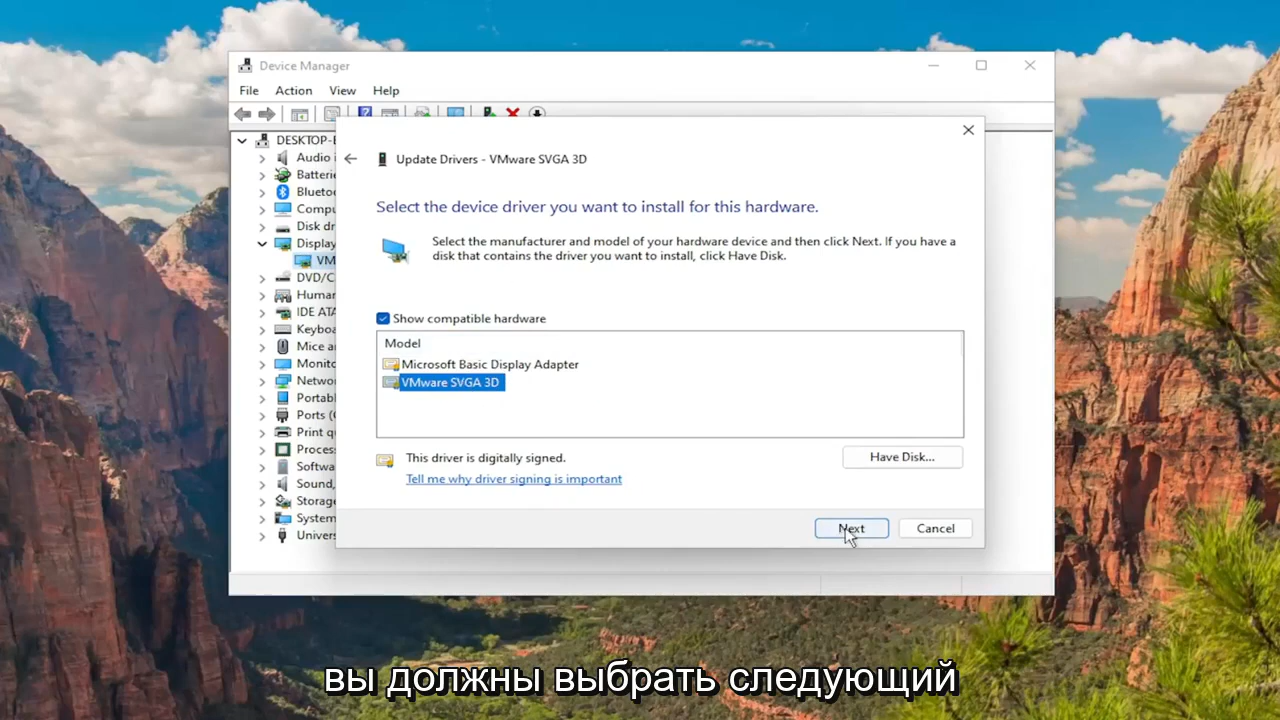 Device Manager
File Action View Help
DESKTOP-
Audio i
Batterie
Bluetoo
Compu
Disk dr
Display
VM
DVD/C
Human
IDE ATA
Keyboa
Mice a
Monito
Networ
Portabl
Ports (
Print q
Process
Softwa
Sound,
Storage
System
Univers
Update Drivers - VMware SVGA 3D
Select the device driver you want to install for this hardware.
Select the manufacturer and model of your hardware device and then click Next. If you have a
disk that contains the driver you want to install, click Have Disk.
Show compatible hardware
Model
Microsoft Basic Display Adapter
VMware SVGA 3D
This driver is digitally signed.
Have Disk...
Tell me why driver signing is important
Next Cancel
вы должны выбрать следующий